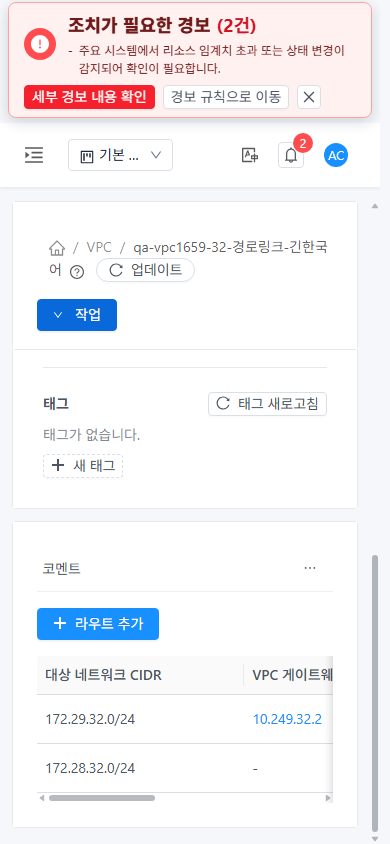 조치가 필요한 경보 (2건)
- 주요 시스템에서 리소스 임계치 초과 또는 상태 변경이
감지되어 확인이 필요합니다.
세부 경보 내용 확인 경보 규칙으로 이동
기본 ... 2 AC
/ VPC / qa-vpc1659-32-경로링크-긴한국
어 업데이트
작업
태그 태그 새로고침
태그가 없습니다.
+ 새 태그
코멘트 ...
+ 라우트 추가
대상 네트워크 CIDR VPC 게이트웨
172.29.32.0/24 10.249.32.2
172.28.32.0/24 -